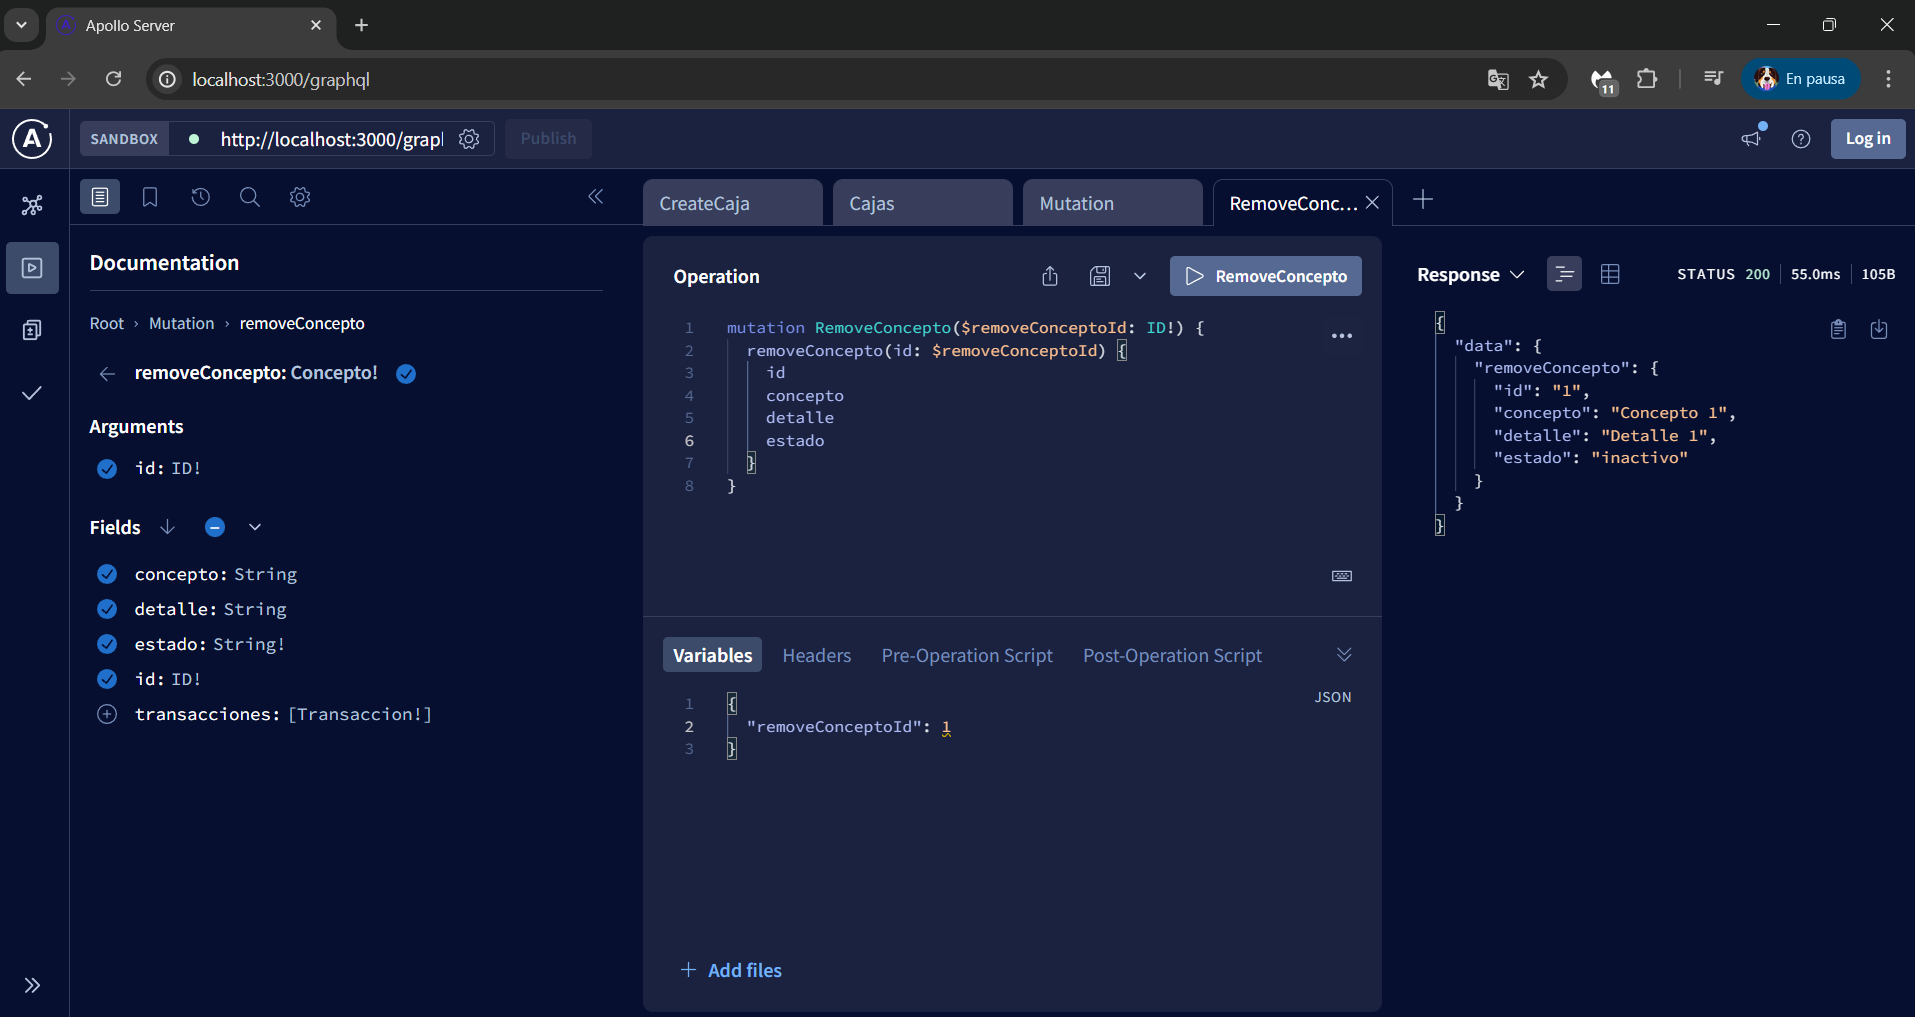 Apollo Server
localhost:3000/graphql
11
En pausa
SANDBOX
http://localhost:3000/grapl
Publish
Log in
CreateCaja
Cajas
Mutation
RemoveConc...
Documentation
Root › Mutation › removeConcepto
removeConcepto: Concepto!
Arguments
id: ID!
Fields
concepto: String
detalle: String
estado: String!
id: ID!
transacciones: [Transaccion!]
Operation
RemoveConcepto
1 mutation RemoveConcepto($removeConceptoId: ID!) {
2 removeConcepto(id: $removeConceptoId) {
3 id
4 concepto
5 detalle
6 estado
7 }
8 }
Variables
Headers
Pre-Operation Script
Post-Operation Script
JSON
1 {
2 "removeConceptoId": 1
3 }
Add files
Response
STATUS 200
55.0ms
105B
{
"data": {
"removeConcepto": {
"id": "1",
"concepto": "Concepto 1",
"detalle": "Detalle 1",
"estado": "inactivo"
}
}
}